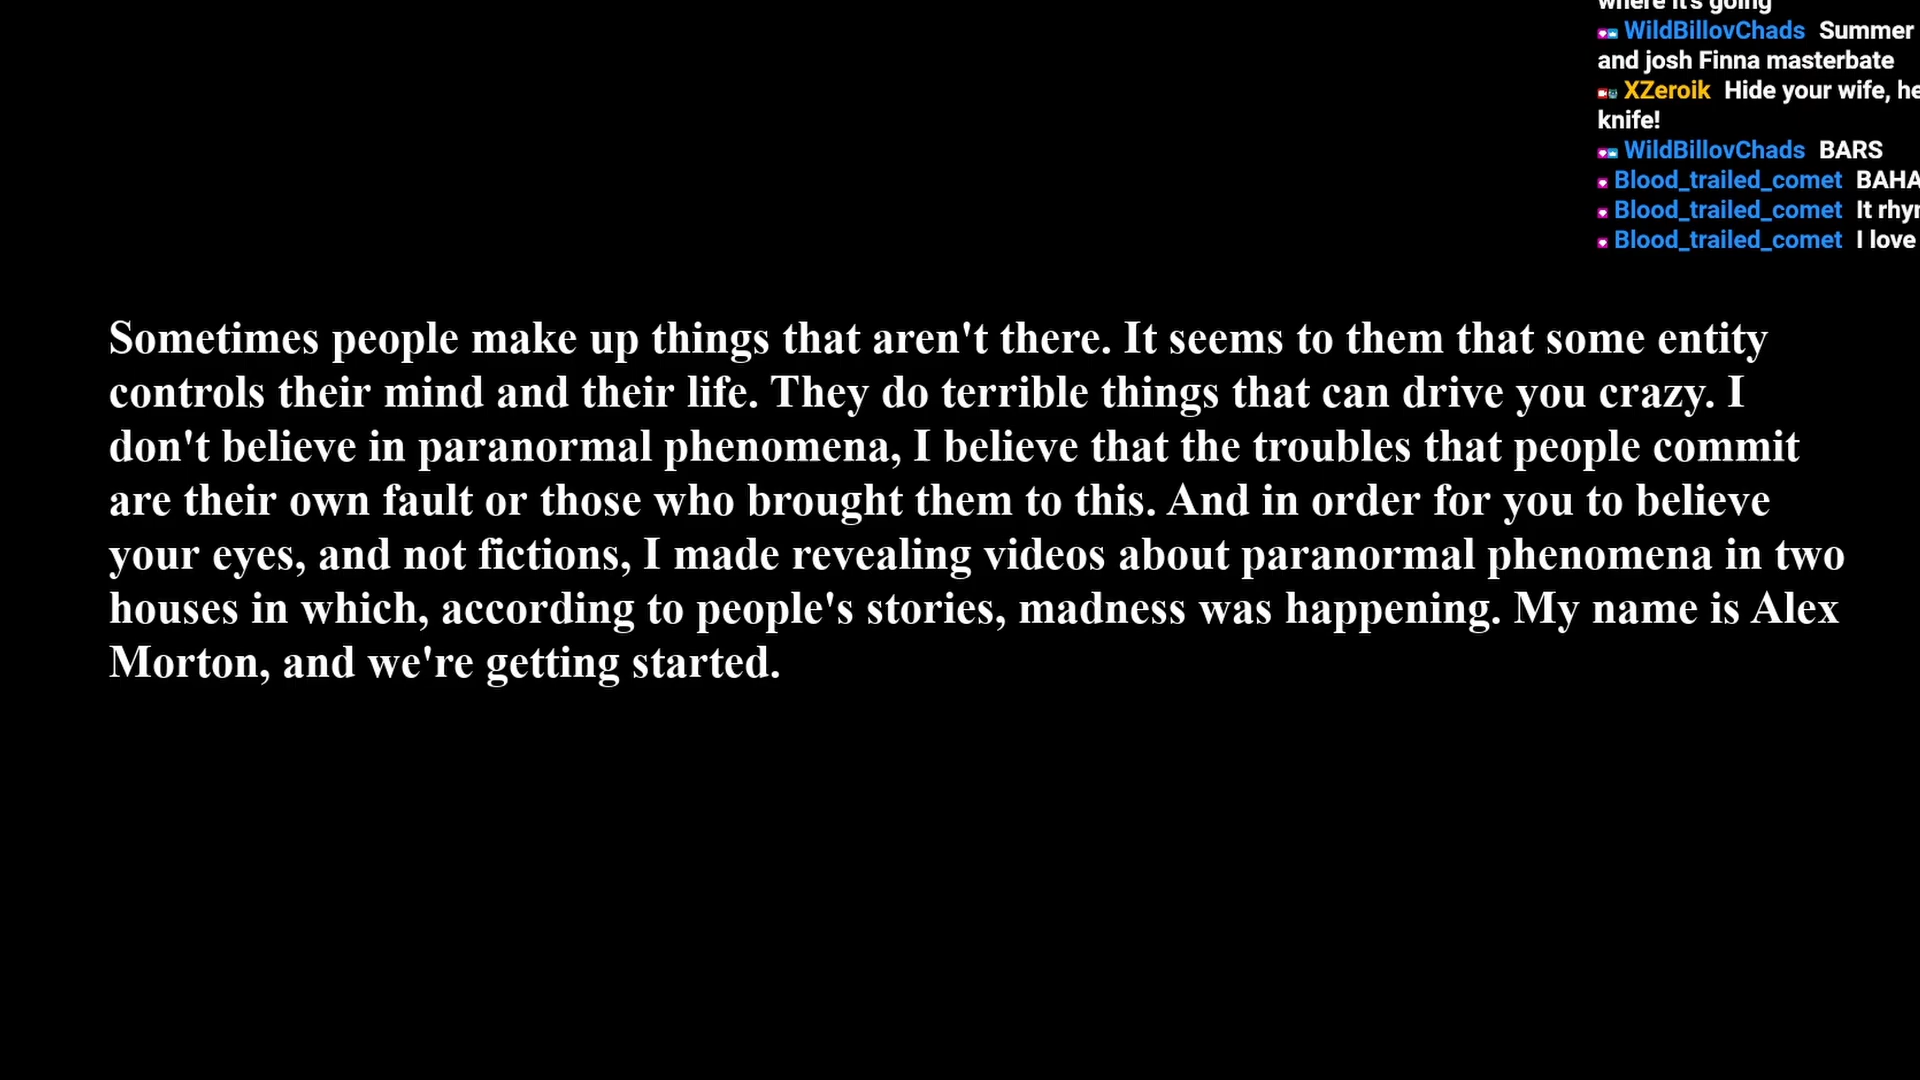 where it's going
WildBillovChads Summer
and josh Finna masterbate
XZeroik Hide your wife, he
knife!
WildBillovChads BARS
Blood_trailed_comet BAHA
Blood_trailed_comet It rhy
Blood_trailed_comet I love
Sometimes people make up things that aren't there. It seems to them that some entity
controls their mind and their life. They do terrible things that can drive you crazy. I
don't believe in paranormal phenomena, I believe that the troubles that people commit
are their own fault or those who brought them to this. And in order for you to believe
your eyes, and not fictions, I made revealing videos about paranormal phenomena in two
houses in which, according to people's stories, madness was happening. My name is Alex
Morton, and we're getting started.